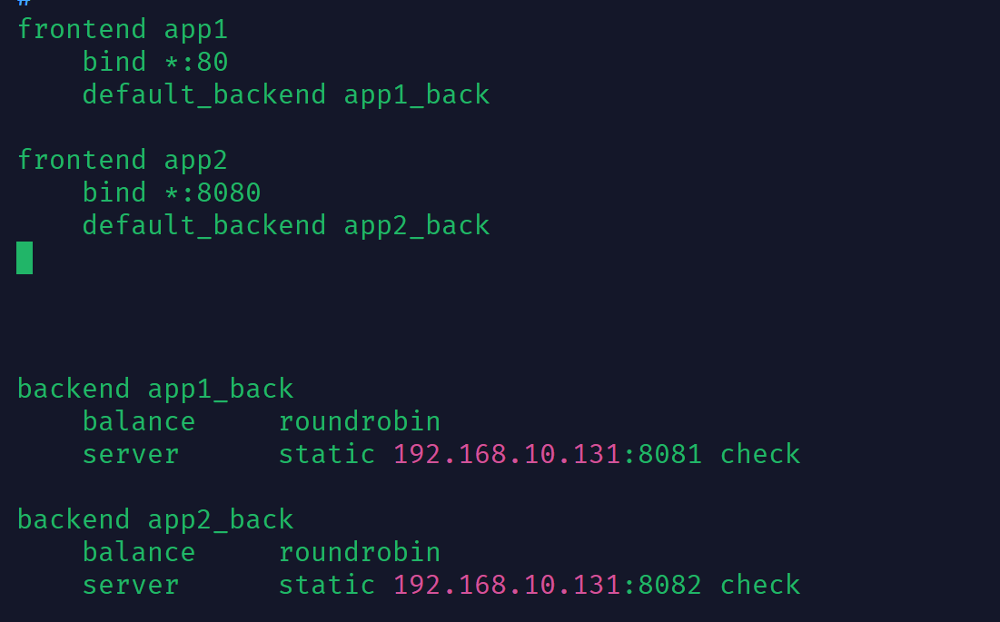 #
frontend app1
    bind *:80
    default_backend app1_back
frontend app2
    bind *:8080
    default_backend app2_back
backend app1_back
    balance     roundrobin
    server      static 192.168.10.131:8081 check
backend app2_back
    balance     roundrobin
    server      static 192.168.10.131:8082 check